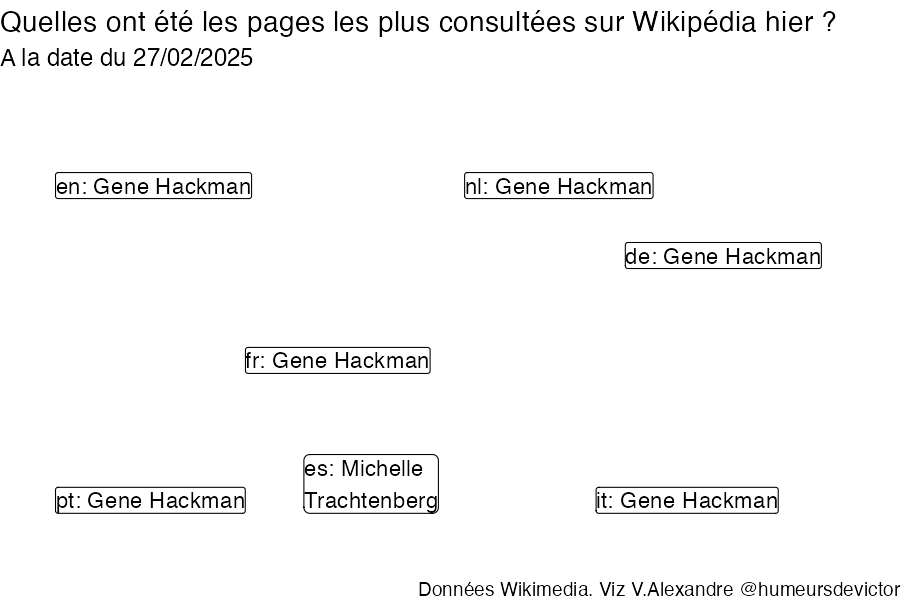 Quelles ont été les pages les plus consultées sur Wikipédia hier ?
A la date du 27/02/2025
en: Gene Hackman
nl: Gene Hackman
de: Gene Hackman
fr: Gene Hackman
es: Michelle
Trachtenberg
pt: Gene Hackman
it: Gene Hackman
Données Wikimedia. Viz V.Alexandre @humeursdevictor